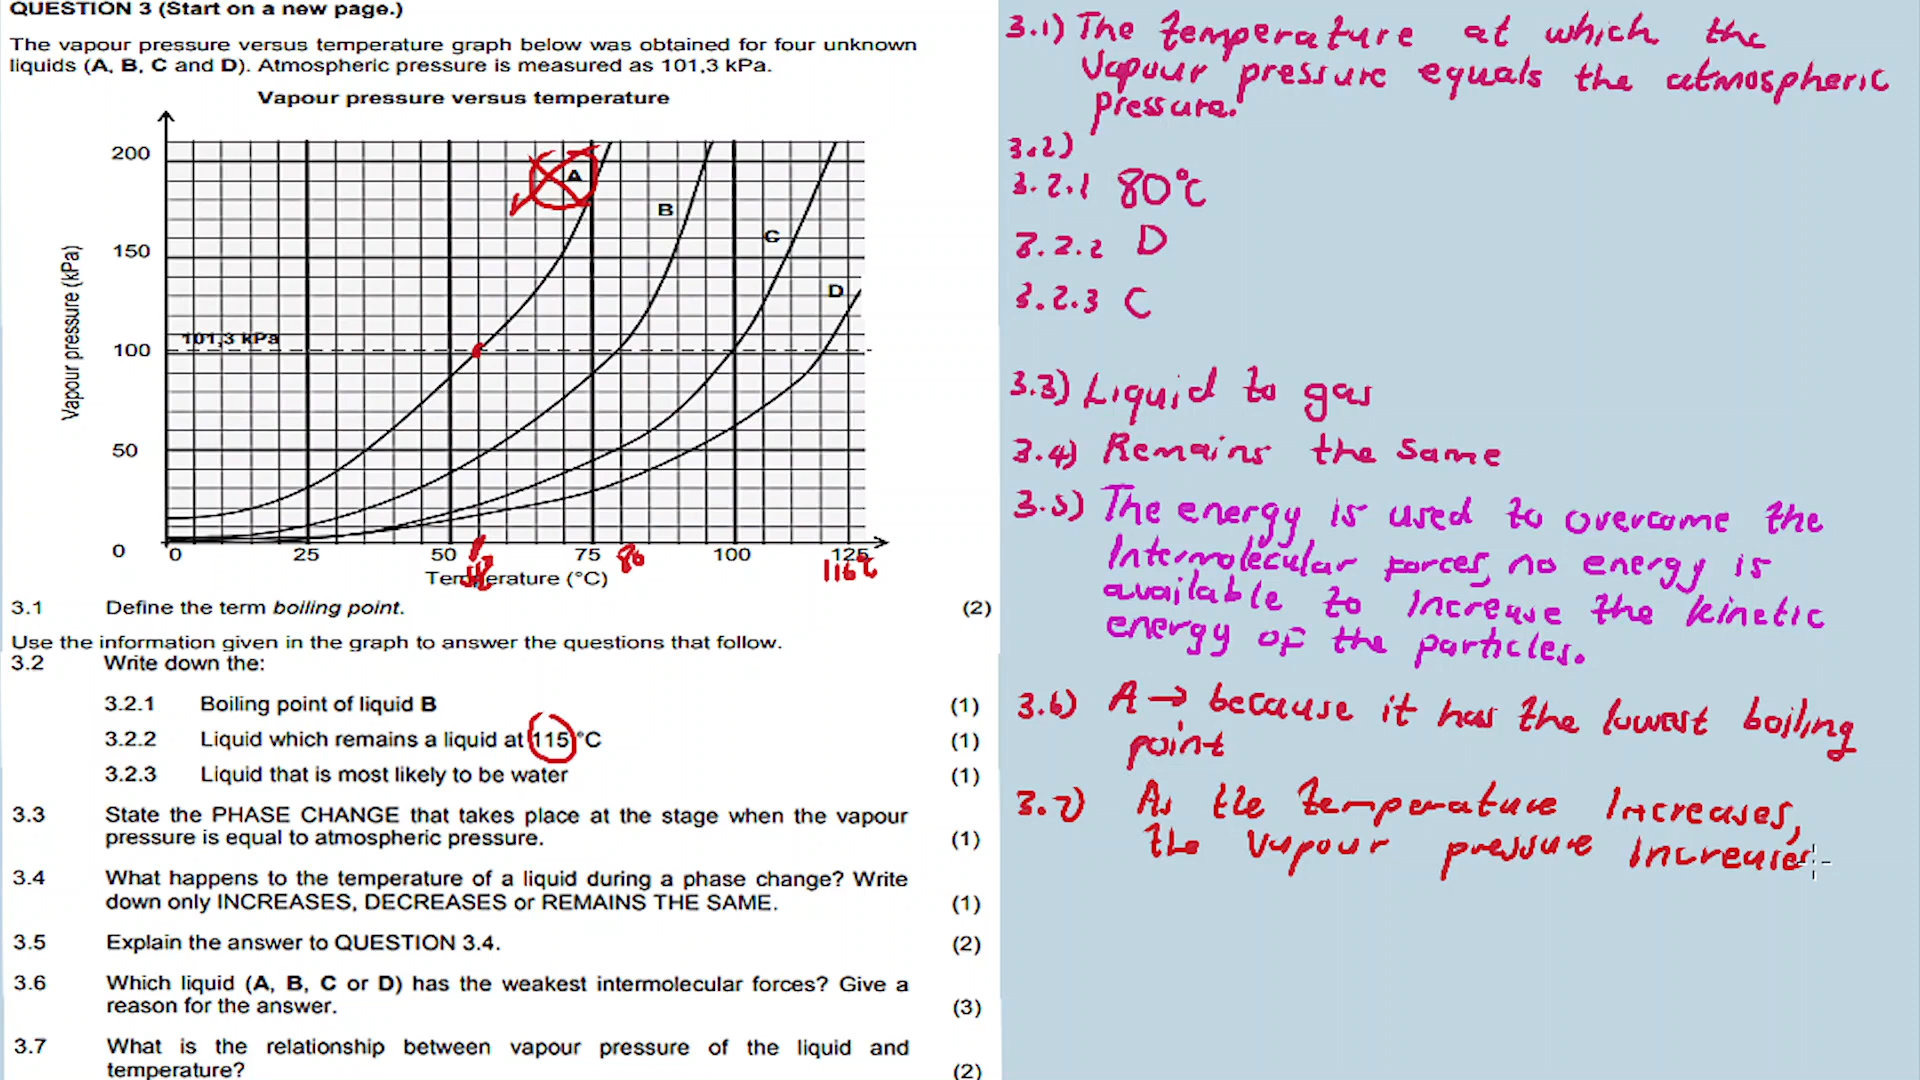 QUESTION 3 (Start on a new page.)
The vapour pressure versus temperature graph below was obtained for four unknown
liquids (A, B, C and D). Atmospheric pressure is measured as 101,3 kPa.
Vapour pressure versus temperature
200
150
100
50
0
Vapour pressure (kPa)
A
B
C
D
101,3 kPa
0 25 50 75 100 125
80
116°C
Temperature (°C)
3.1 Define the term boiling point. (2)
Use the information given in the graph to answer the questions that follow.
3.2 Write down the:
3.2.1 Boiling point of liquid B (1)
3.2.2 Liquid which remains a liquid at 115 °C (1)
3.2.3 Liquid that is most likely to be water (1)
3.3 State the PHASE CHANGE that takes place at the stage when the vapour
pressure is equal to atmospheric pressure. (1)
3.4 What happens to the temperature of a liquid during a phase change? Write
down only INCREASES, DECREASES or REMAINS THE SAME. (1)
3.5 Explain the answer to QUESTION 3.4. (2)
3.6 Which liquid (A, B, C or D) has the weakest intermolecular forces? Give a
reason for the answer. (3)
3.7 What is the relationship between vapour pressure of the liquid and
temperature? (2)
3.1) The temperature at which the
vapour pressure equals the atmospheric
pressure.
3.2)
3.2.1 80°C
3.2.2 D
3.2.3 C
3.3) Liquid to gas
3.4) Remains the same
3.5) The energy is used to overcome the
Intermolecular forces, no energy is
available to increase the kinetic
energy of the particles.
3.6) A → because it has the lowest boiling
point
3.7) As the temperature Increases,
the vapour pressure increases